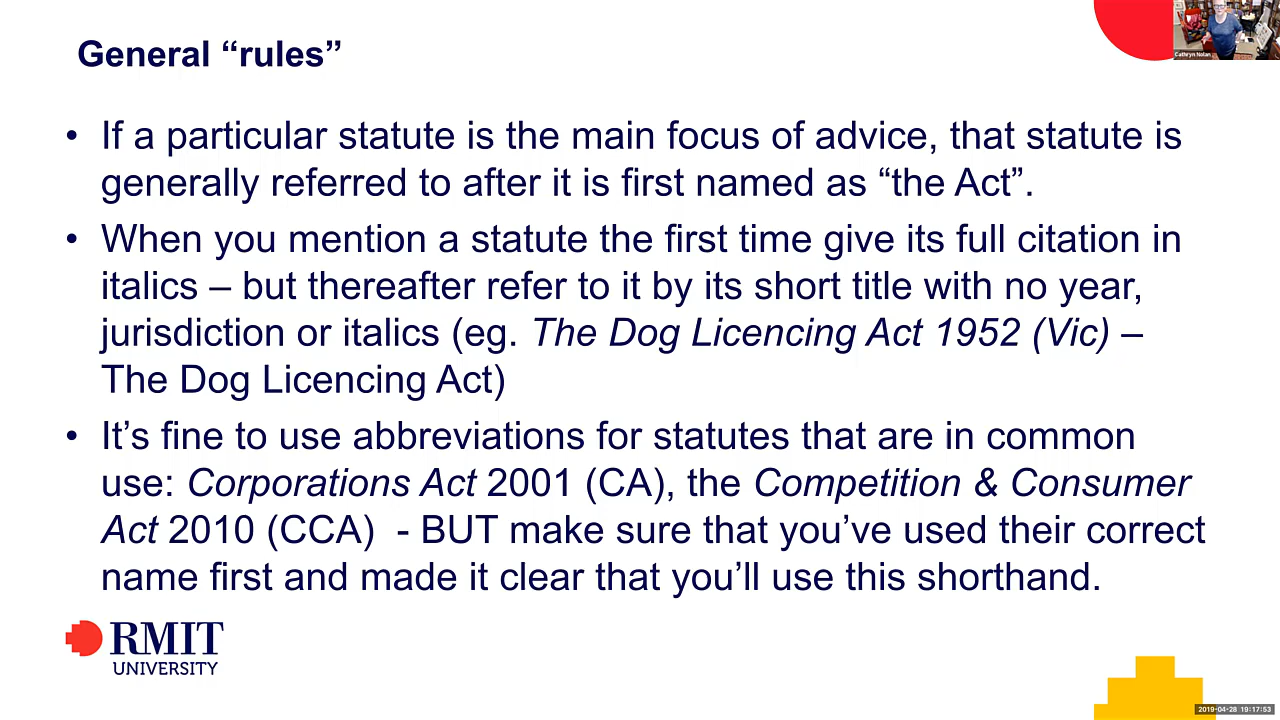 General “rules”
Cathryn Nolan
• If a particular statute is the main focus of advice, that statute is
generally referred to after it is first named as “the Act”.
• When you mention a statute the first time give its full citation in
italics – but thereafter refer to it by its short title with no year,
jurisdiction or italics (eg. The Dog Licencing Act 1952 (Vic) –
The Dog Licencing Act)
• It’s fine to use abbreviations for statutes that are in common
use: Corporations Act 2001 (CA), the Competition & Consumer
Act 2010 (CCA)  - BUT make sure that you’ve used their correct
name first and made it clear that you’ll use this shorthand.
RMIT
UNIVERSITY
2019-04-28 19:17:53